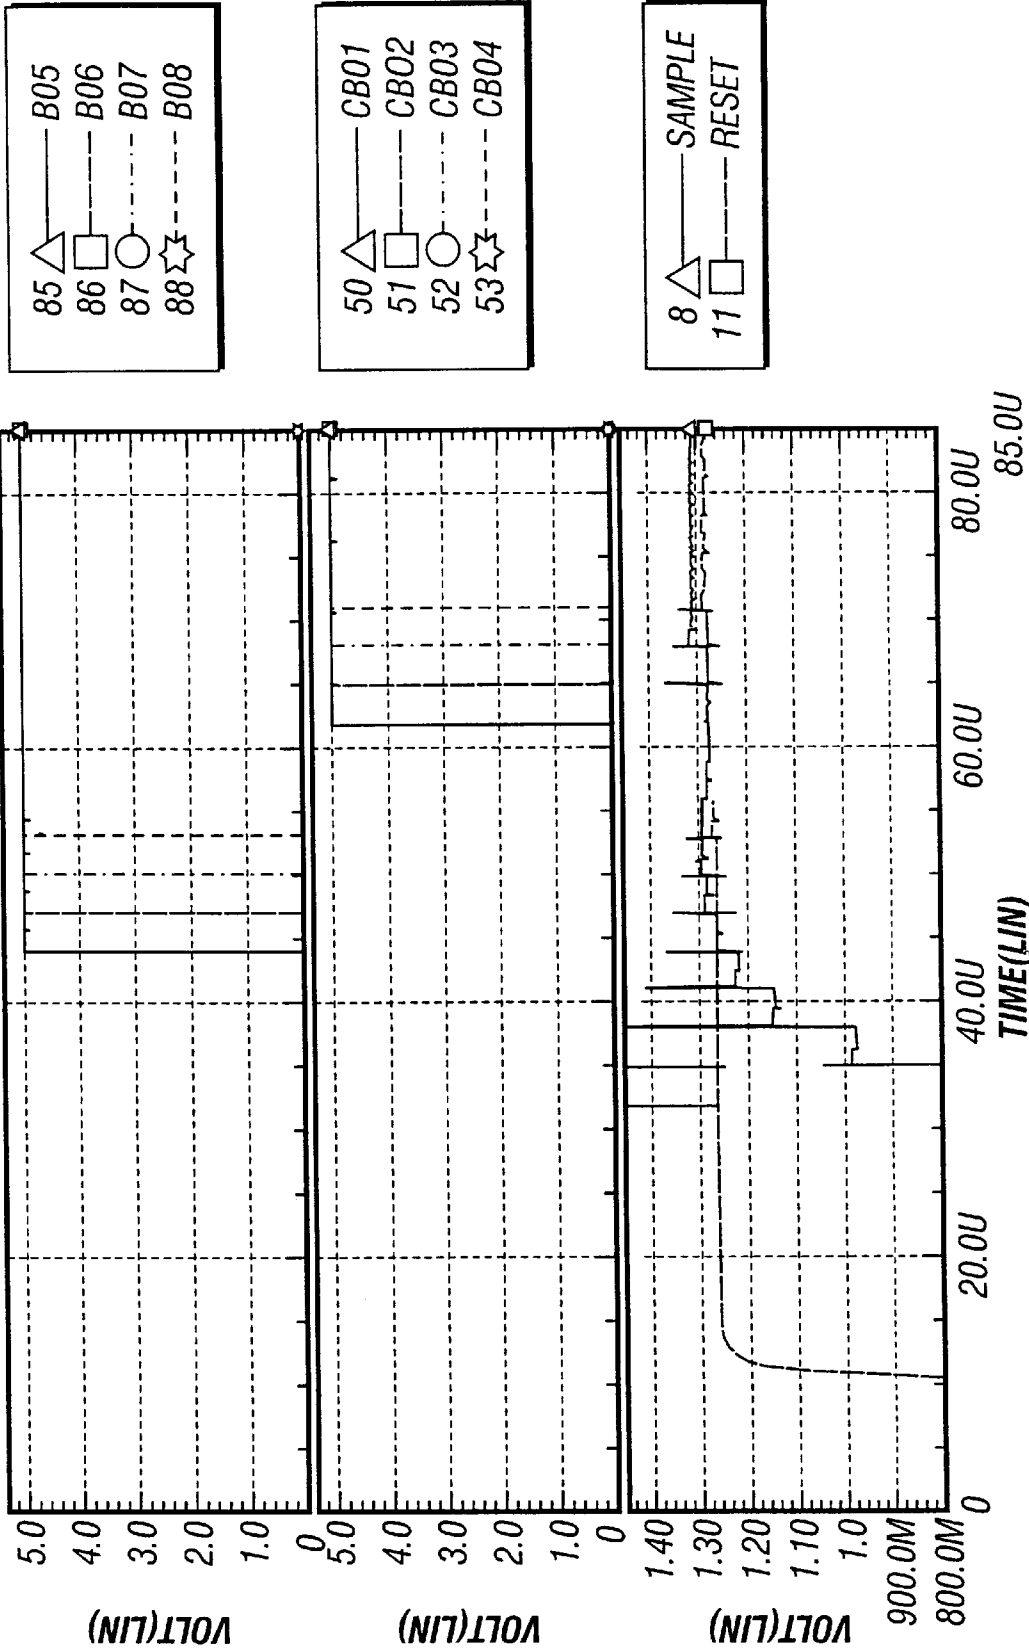 85 B05
86 B06
87 B07
88 B08
VOLT(LIN)
5.0
4.0
3.0
2.0
1.0
0
50 CB01
51 CB02
52 CB03
53 CB04
VOLT(LIN)
5.0
4.0
3.0
2.0
1.0
0
8 SAMPLE
11 RESET
VOLT(LIN)
1.40
1.30
1.20
1.10
1.0
900.0M
800.0M
0
20.0U
40.0U
60.0U
80.0U
85.0U
TIME(LIN)